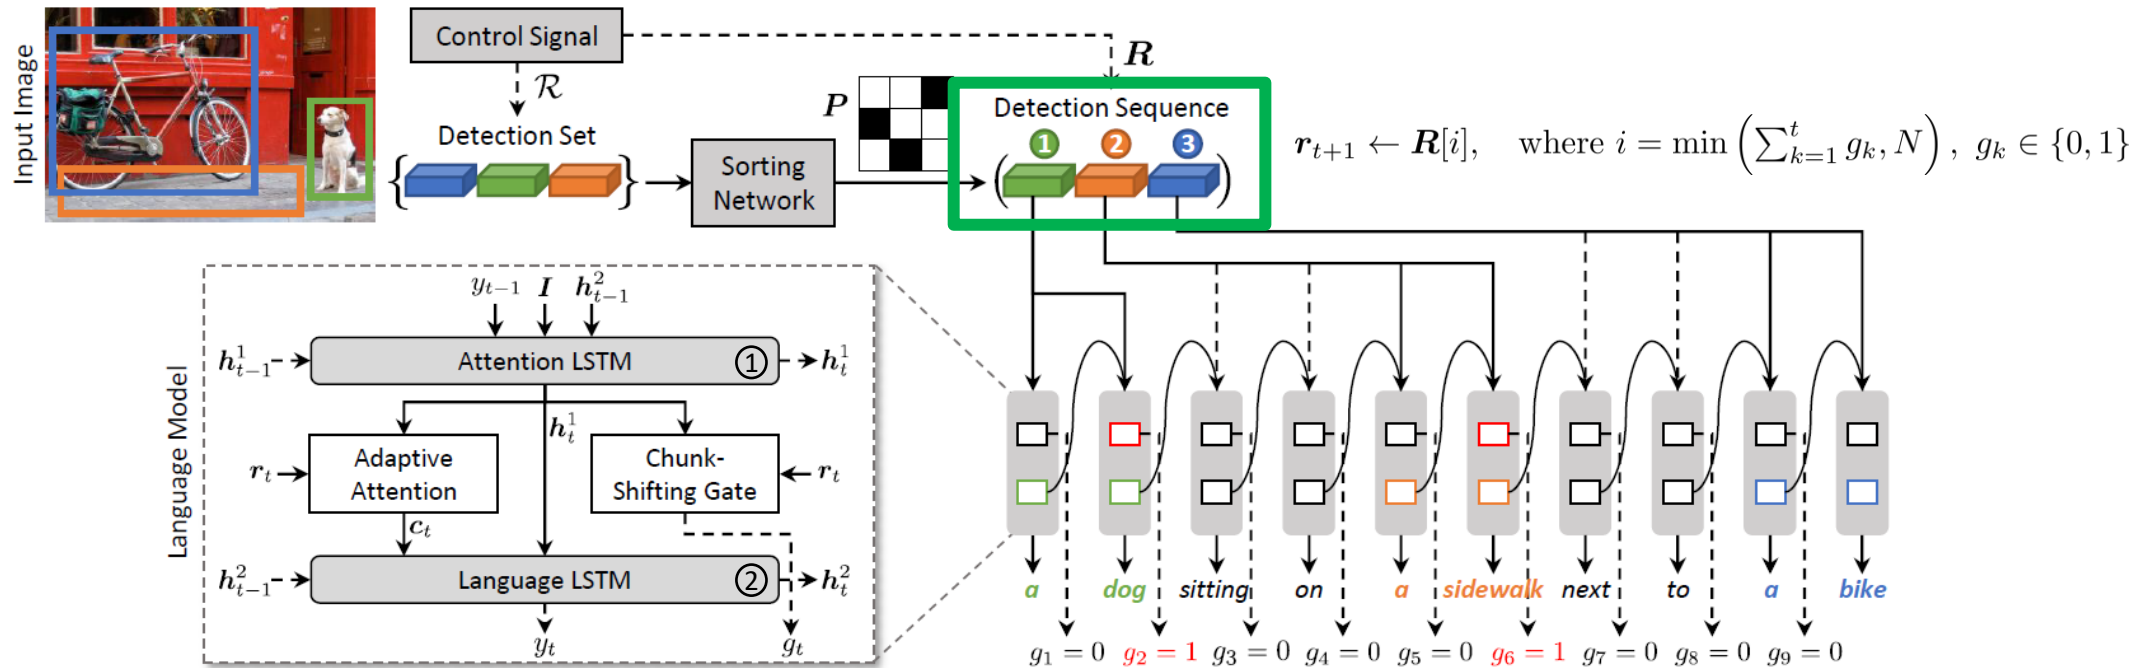 Input Image
Control Signal
R
ℛ
P
Detection Set
Sorting
Network
Detection Sequence
1 2 3
r_{t+1} ← R[i], where i = min (∑_{k=1}^{t} g_k, N), g_k ∈ {0, 1}
Language Model
y_{t−1} I h^2_{t−1}
h^1_{t−1} Attention LSTM ① h^1_t
h^1_t
r_t Adaptive
Attention
Chunk-
Shifting Gate r_t
c_t
h^2_{t−1} Language LSTM ② h^2_t
y_t g_t
a dog sitting on a sidewalk next to a bike
g_1 = 0 g_2 = 1 g_3 = 0 g_4 = 0 g_5 = 0 g_6 = 1 g_7 = 0 g_8 = 0 g_9 = 0